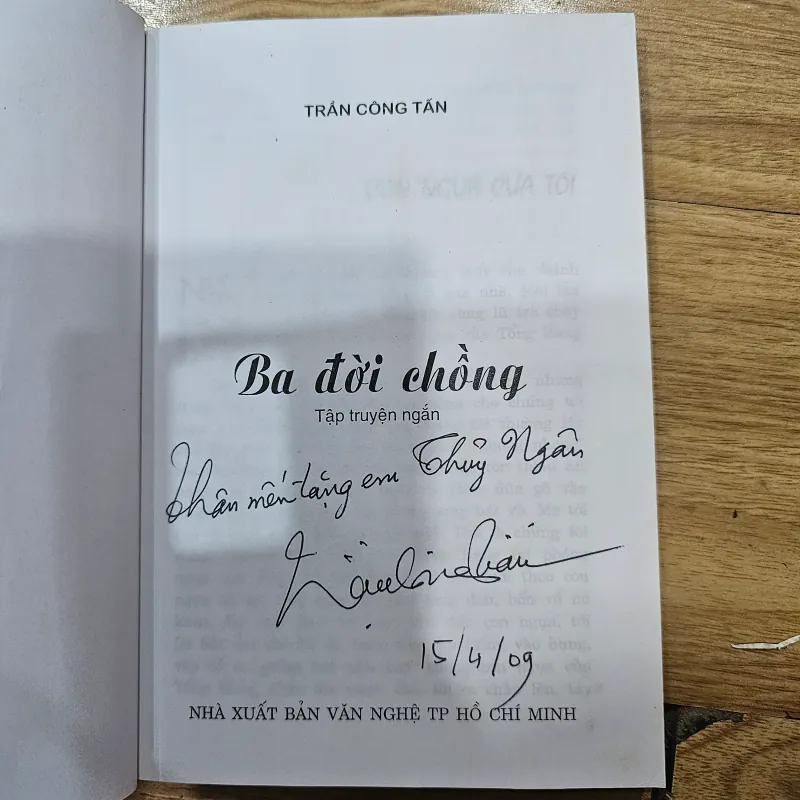 TRẦN CÔNG TẤN
Ba đời chồng
Tập truyện ngắn
Thân mến tặng em Thủy Ngân
15/4/09
NHÀ XUẤT BẢN VĂN NGHỆ TP HỒ CHÍ MINH